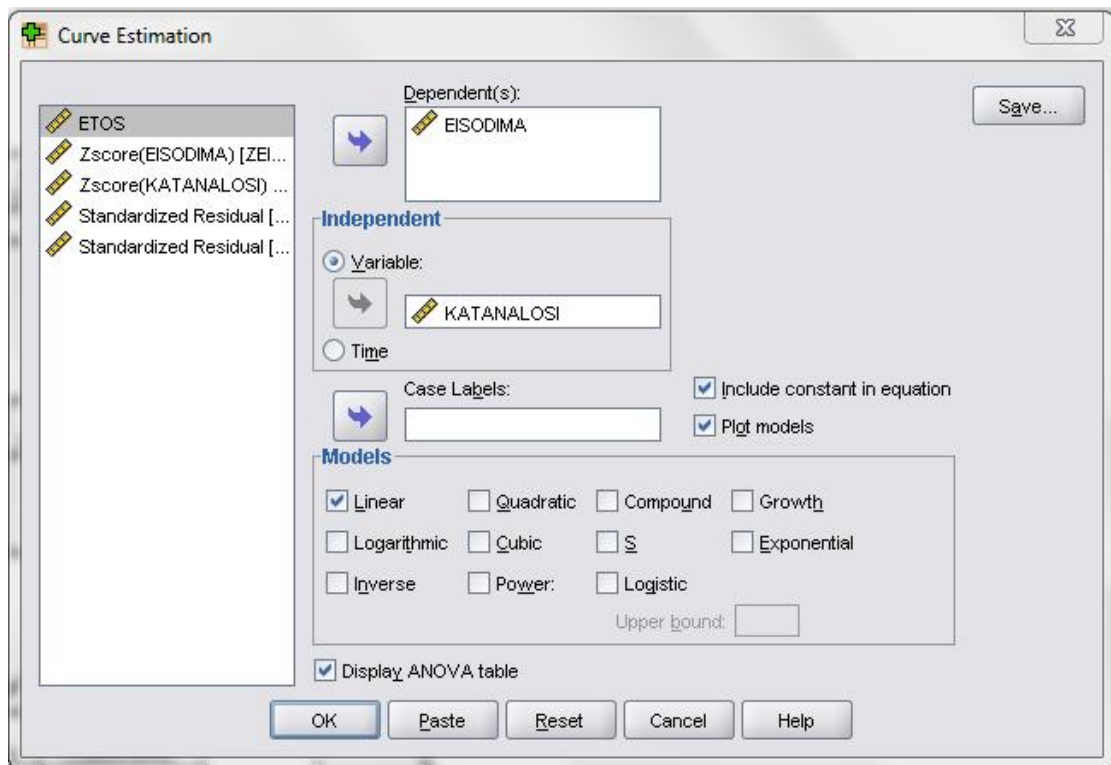 Curve Estimation
ETOS
Zscore(EISODIMA) [ZEI...
Zscore(KATANALOSI) ...
Standardized Residual [...
Standardized Residual [...
Dependent(s):
EISODIMA
Save...
Independent
Variable:
KATANALOSI
Time
Case Labels:
Include constant in equation
Plot models
Models
Linear Quadratic Compound Growth
Logarithmic Cubic S Exponential
Inverse Power: Logistic
Upper bound:
Display ANOVA table
OK Paste Reset Cancel Help